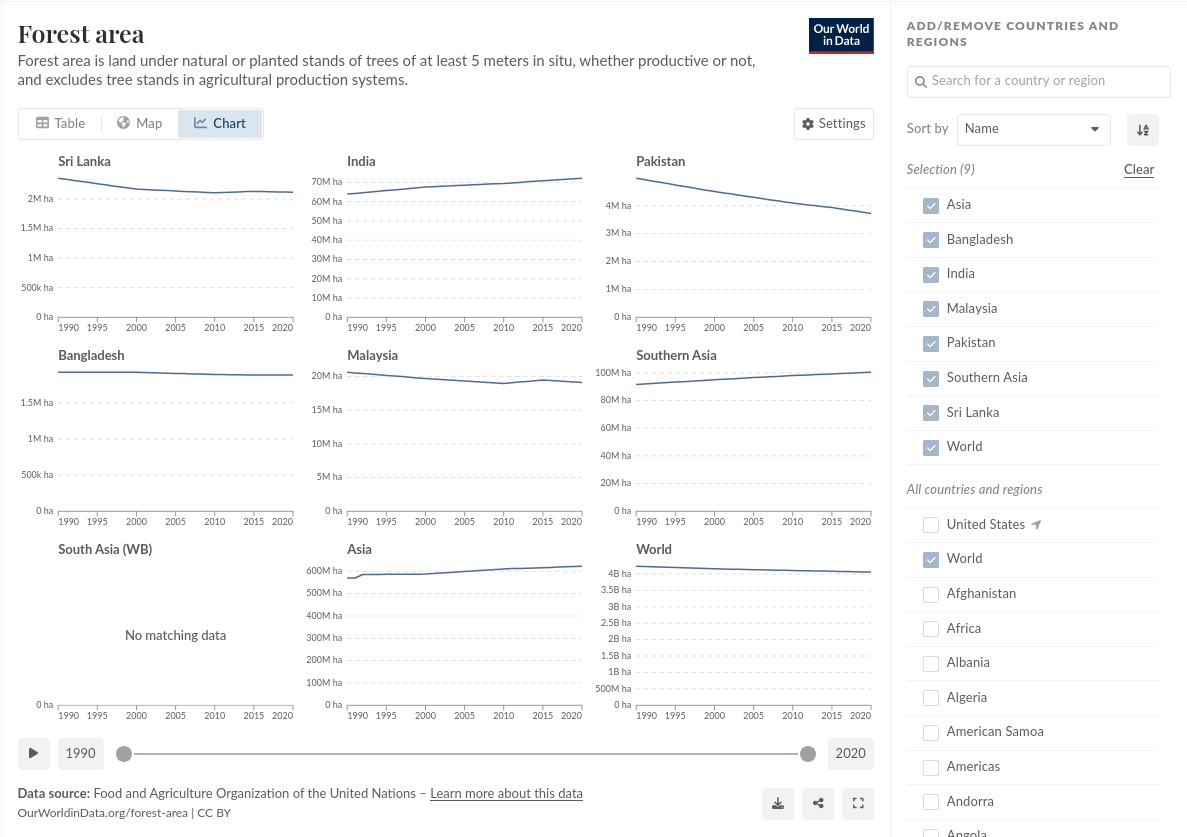 Forest area
Our World
in Data
Forest area is land under natural or planted stands of trees of at least 5 meters in situ, whether productive or not,
and excludes tree stands in agricultural production systems.
Table
Map
Chart
Settings
Sri Lanka
2M ha
1.5M ha
1M ha
500k ha
0 ha
1990 1995 2000 2005 2010 2015 2020
India
70M ha
60M ha
50M ha
40M ha
30M ha
20M ha
10M ha
0 ha
1990 1995 2000 2005 2010 2015 2020
Pakistan
4M ha
3M ha
2M ha
1M ha
0 ha
1990 1995 2000 2005 2010 2015 2020
Bangladesh
1.5M ha
1M ha
500k ha
0 ha
1990 1995 2000 2005 2010 2015 2020
Malaysia
20M ha
15M ha
10M ha
5M ha
0 ha
1990 1995 2000 2005 2010 2015 2020
Southern Asia
100M ha
80M ha
60M ha
40M ha
20M ha
0 ha
1990 1995 2000 2005 2010 2015 2020
South Asia (WB)
No matching data
0 ha
1990 1995 2000 2005 2010 2015 2020
Asia
600M ha
500M ha
400M ha
300M ha
200M ha
100M ha
0 ha
1990 1995 2000 2005 2010 2015 2020
World
4B ha
3.5B ha
3B ha
2.5B ha
2B ha
1.5B ha
1B ha
500M ha
0 ha
1990 1995 2000 2005 2010 2015 2020
1990
2020
Data source: Food and Agriculture Organization of the United Nations – Learn more about this data
OurWorldinData.org/forest-area | CC BY
ADD/REMOVE COUNTRIES AND
REGIONS
Search for a country or region
Sort by
Name
Selection (9)
Clear
Asia
Bangladesh
India
Malaysia
Pakistan
Southern Asia
Sri Lanka
World
All countries and regions
United States
World
Afghanistan
Africa
Albania
Algeria
American Samoa
Americas
Andorra
Angola